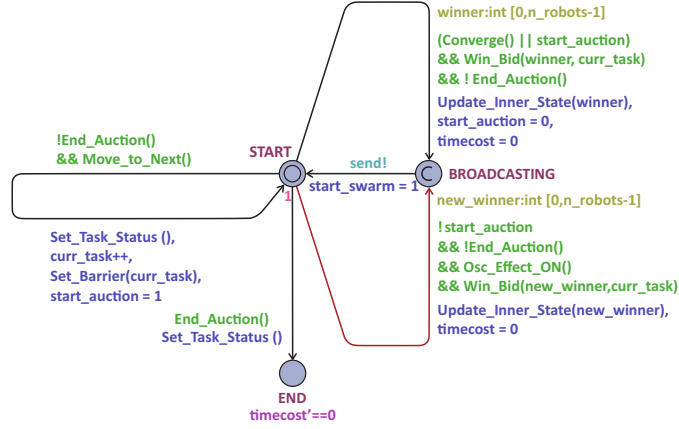 winner:int [0,n_robots-1]
(Converge() || start_auction)
&& Win_Bid(winner, curr_task)
&& ! End_Auction()
Update_Inner_State(winner),
start_auction = 0,
timecost = 0
!End_Auction()
&& Move_to_Next()
START
send!
C
BROADCASTING
start_swarm = 1
1
new_winner:int [0,n_robots-1]
Set_Task_Status (),
curr_task++,
Set_Barrier(curr_task),
start_auction = 1
!start_auction
&& !End_Auction()
&& Osc_Effect_ON()
&& Win_Bid(new_winner,curr_task)
Update_Inner_State(new_winner),
timecost = 0
End_Auction()
Set_Task_Status ()
END
timecost'==0